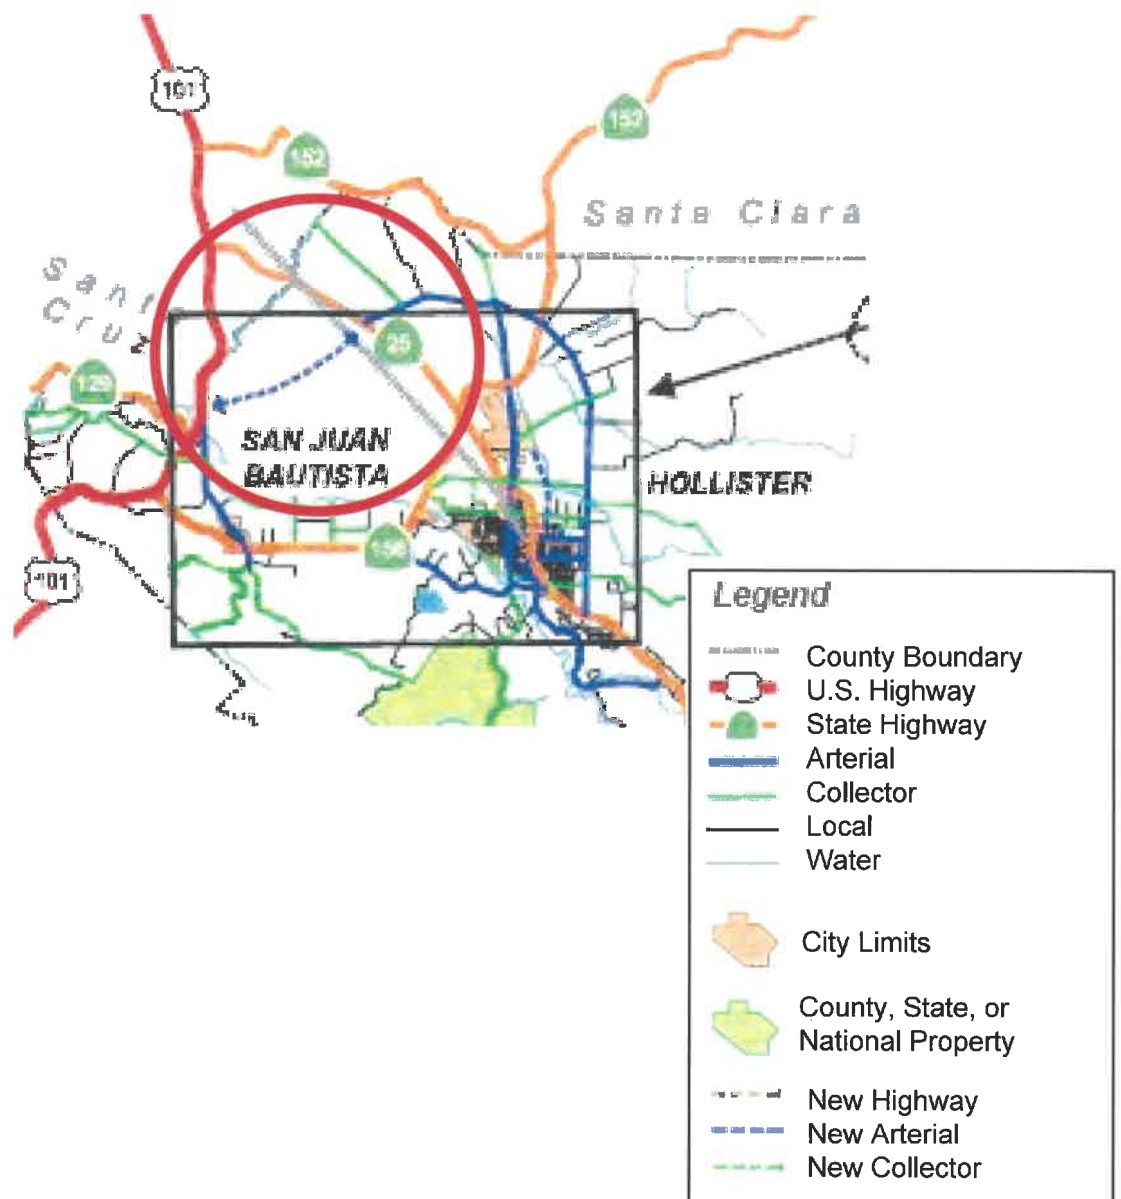 101
152
152
Santa Clara
Sant
Cruz
25
129
SAN JUAN
BAUTISTA
HOLLISTER
156
101
Legend
County Boundary
U.S. Highway
State Highway
Arterial
Collector
Local
Water
City Limits
County, State, or
National Property
New Highway
New Arterial
New Collector